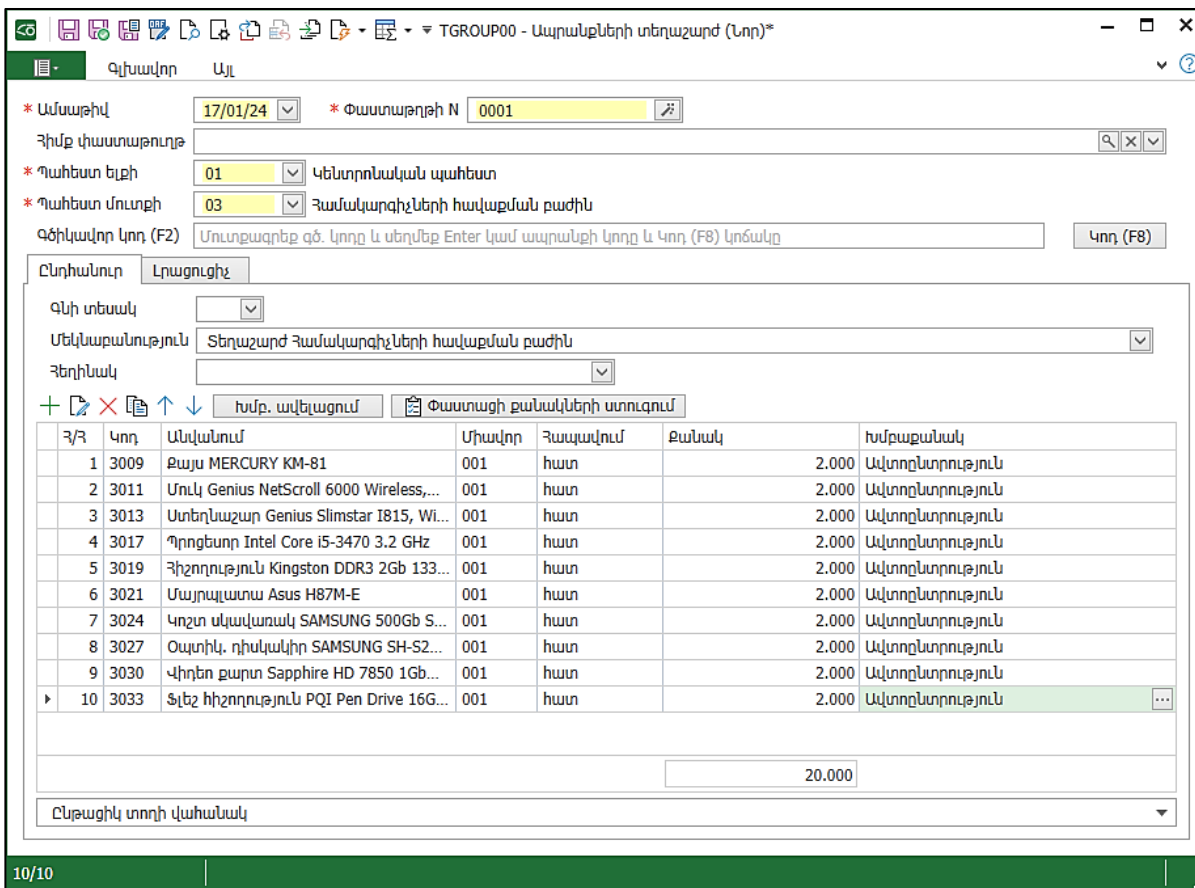 TGROUP00 - Ապրանքների տեղաշարժ (Նոր)*
Գլխավոր Այլ
* Ամսաթիվ 17/01/24 * Փաստաթղթի N 0001
Հիմք փաստաթուղթ
* Պահեստ ելքի 01 Կենտրոնական պահեստ
* Պահեստ մուտքի 03 Համակարգիչների հավաքման բաժին
Գծիկավոր կոդ (F2) Մուտքագրեք գծ. կոդը և սեղմեք Enter կամ ապրանքի կոդը և Կոդ (F8) կոճակը Կոդ (F8)
Ընդհանուր Լրացուցիչ
Գնի տեսակ
Մեկնաբանություն Տեղաշարժ Համակարգիչների հավաքման բաժին
Հեղինակ
Խմբ. ավելացում Փաստացի քանակների ստուգում
Հ/Հ Կոդ Անվանում Միավոր Հապավում Քանակ Խմբաքանակ
1 3009 Քայս MERCURY KM-81 001 հատ 2.000 Ավտոընտրություն
2 3011 Մուկ Genius NetScroll 6000 Wireless,... 001 հատ 2.000 Ավտոընտրություն
3 3013 Ստեղնաշար Genius Slimstar I815, Wi... 001 հատ 2.000 Ավտոընտրություն
4 3017 Պրոցեսոր Intel Core i5-3470 3.2 GHz 001 հատ 2.000 Ավտոընտրություն
5 3019 Հիշողություն Kingston DDR3 2Gb 133... 001 հատ 2.000 Ավտոընտրություն
6 3021 Մայրպլատա Asus H87M-E 001 հատ 2.000 Ավտոընտրություն
7 3024 Կոշտ սկավառակ SAMSUNG 500Gb S... 001 հատ 2.000 Ավտոընտրություն
8 3027 Օպտիկ. դիսկակիր SAMSUNG SH-S2... 001 հատ 2.000 Ավտոընտրություն
9 3030 Վիդեո քարտ Sapphire HD 7850 1Gb... 001 հատ 2.000 Ավտոընտրություն
10 3033 Ֆլեշ հիշողություն PQI Pen Drive 16G... 001 հատ 2.000 Ավտոընտրություն
20.000
Ընթացիկ տողի վահանակ
10/10